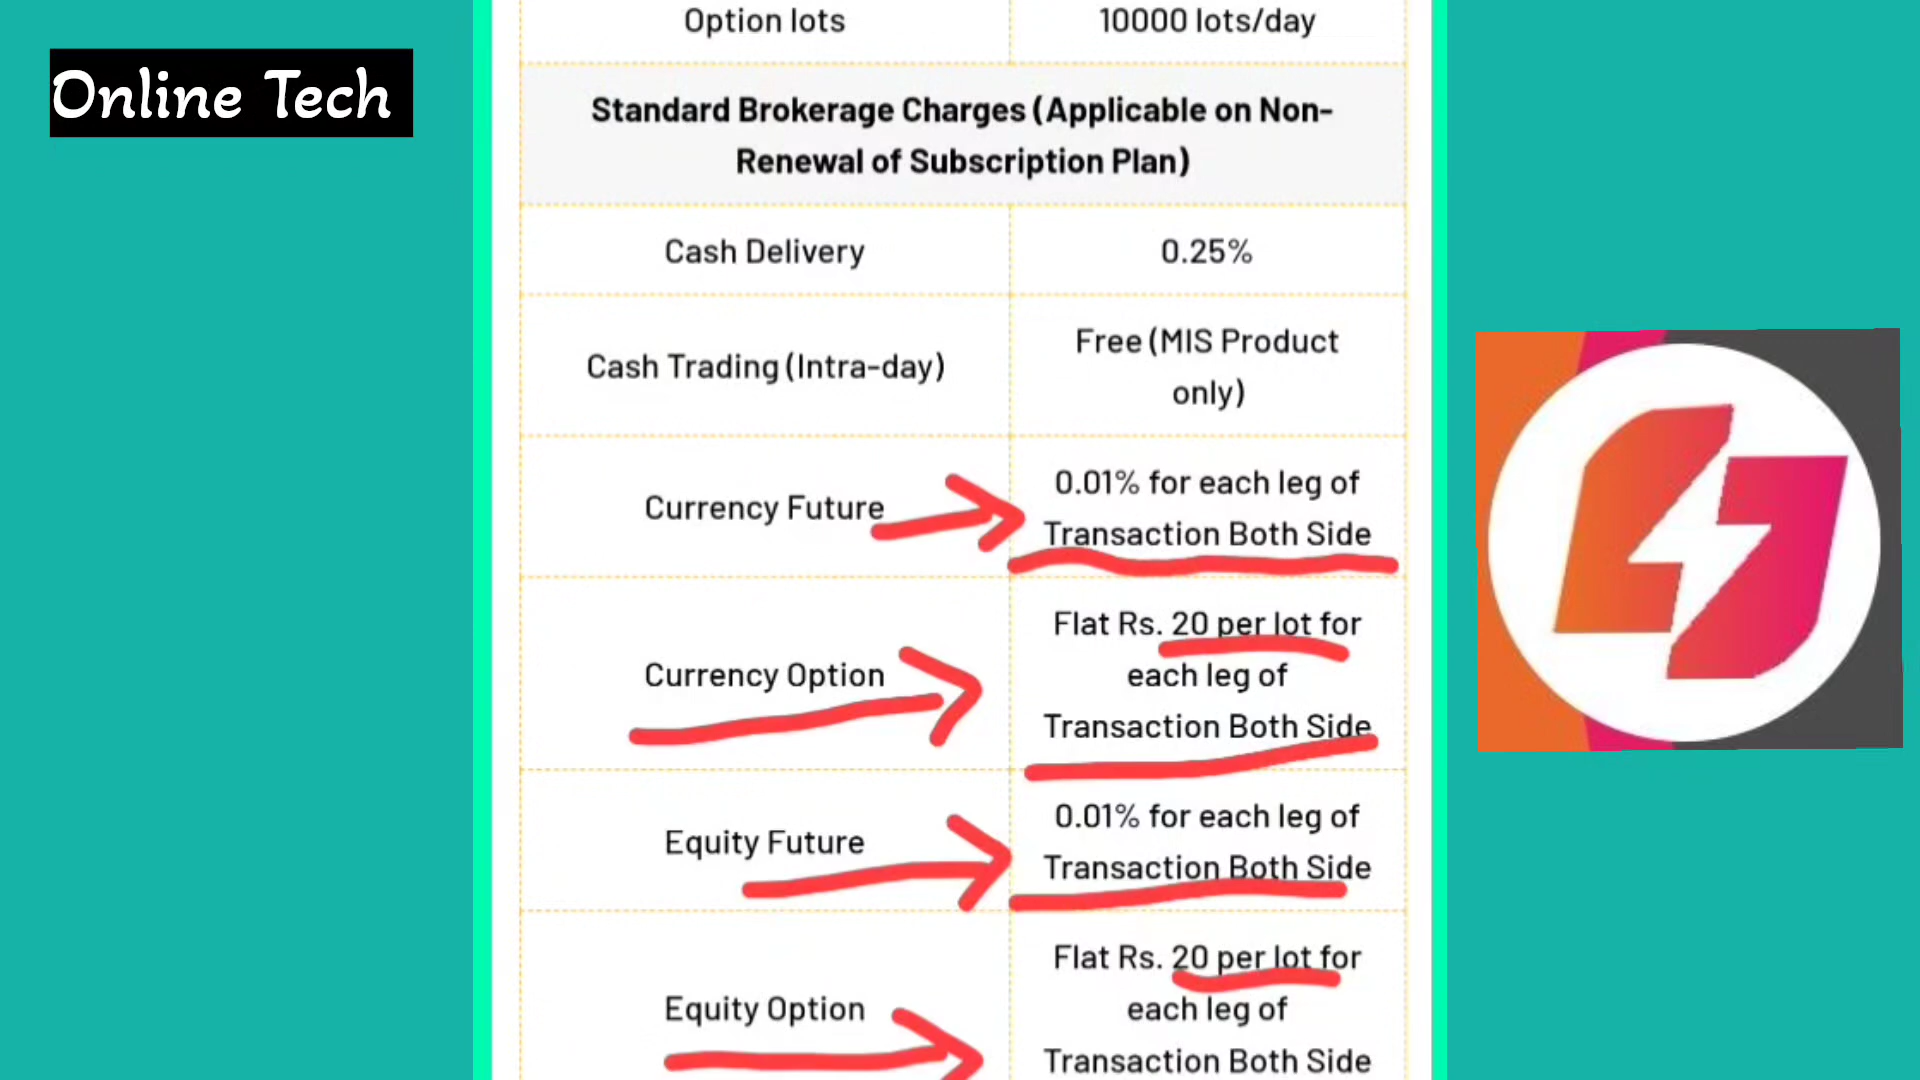 Online Tech
Option lots
10000 lots/day
Standard Brokerage Charges (Applicable on Non-
Renewal of Subscription Plan)
Cash Delivery
0.25%
Cash Trading (Intra-day)
Free (MIS Product
only)
Currency Future
0.01% for each leg of
Transaction Both Side
Currency Option
Flat Rs. 20 per lot for
each leg of
Transaction Both Side
Equity Future
0.01% for each leg of
Transaction Both Side
Equity Option
Flat Rs. 20 per lot for
each leg of
Transaction Both Side